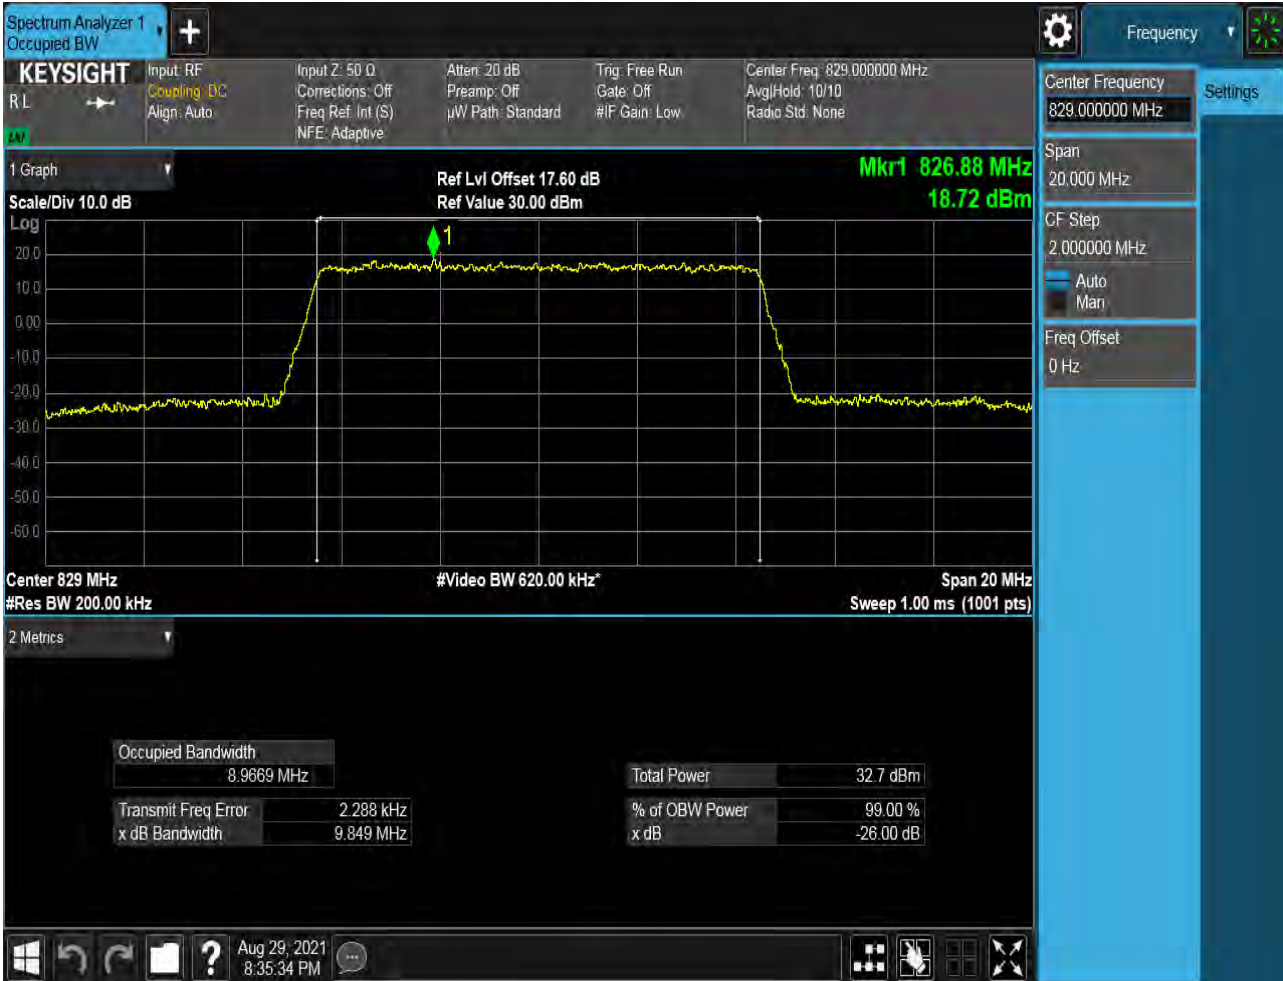 Spectrum Analyzer 1
Occupied BW
Frequency
KEYSIGHT
R L
LXI
Input: RF
Coupling: DC
Align: Auto
Input Z: 50 Ω
Corrections: Off
Freq Ref: Int (S)
NFE: Adaptive
Atten: 20 dB
Preamp: Off
µW Path: Standard
Trig: Free Run
Gate: Off
#IF Gain: Low
Center Freq: 829.000000 MHz
Avg|Hold: 10/10
Radio Std: None
Center Frequency
829.000000 MHz
Settings
Span
20.000 MHz
CF Step
2.000000 MHz
Auto
Man
Freq Offset
0 Hz
1 Graph
Scale/Div 10.0 dB
Log
Ref Lvl Offset 17.60 dB
Ref Value 30.00 dBm
Mkr1 826.88 MHz
18.72 dBm
1
20.0
10.0
0.00
-10.0
-20.0
-30.0
-40.0
-50.0
-60.0
Center 829 MHz
#Res BW 200.00 kHz
#Video BW 620.00 kHz*
Span 20 MHz
Sweep 1.00 ms (1001 pts)
2 Metrics
Occupied Bandwidth
8.9669 MHz
Transmit Freq Error 2.288 kHz
x dB Bandwidth 9.849 MHz
Total Power 32.7 dBm
% of OBW Power 99.00 %
x dB -26.00 dB
?
Aug 29, 2021
8:35:34 PM